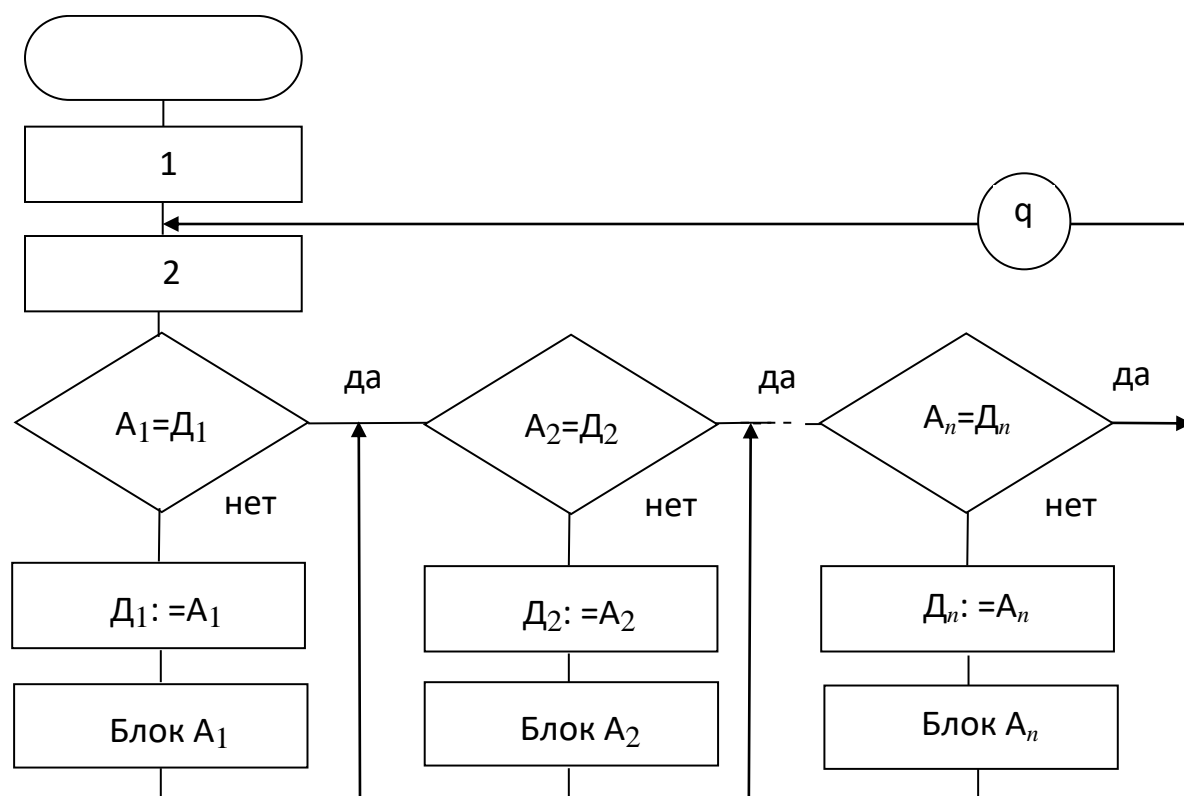 1
q
2
да
да
да
А1=Д1
А2=Д2
Аn=Дn
нет
нет
нет
Д1: =А1
Д2: =А2
Дn: =Аn
Блок А1
Блок А2
Блок Аn